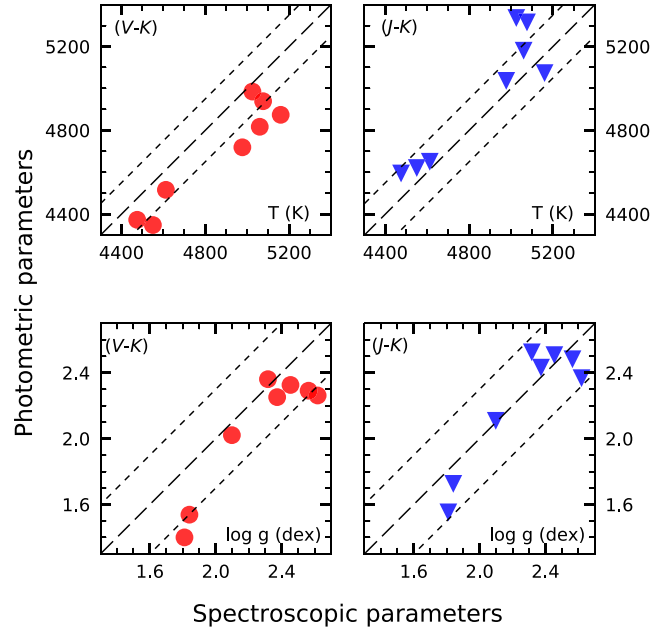 (V-K)
(J-K)
5400
5400
4800
4800
4400
4400
5200
5200
T (K)
T (K)
4400
4800
5200
4400
4800
5200
Photometric parameters
(V-K)
(J-K)
2.4
2.4
2.0
2.0
1.6
1.6
log g (dex)
log g (dex)
1.6
2.0
2.4
1.6
2.0
2.4
Spectroscopic parameters